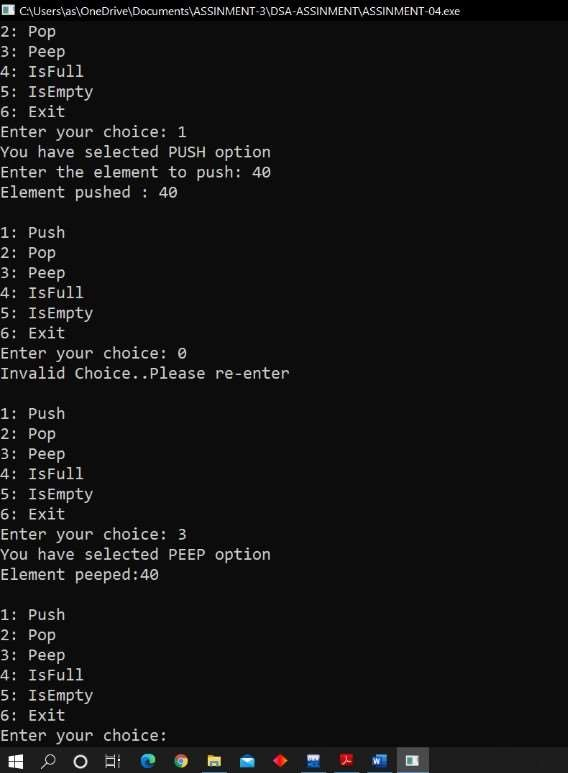 C:\Users\as\OneDrive\Documents\ASSINMENT-3\DSA-ASSINMENT\ASSINMENT-04.exe
2: Pop
3: Peep
4: IsFull
5: IsEmpty
6: Exit
Enter your choice: 1
You have selected PUSH option
Enter the element to push: 40
Element pushed : 40
1: Push
2: Pop
3: Peep
4: IsFull
5: IsEmpty
6: Exit
Enter your choice: 0
Invalid Choice..Please re-enter
1: Push
2: Pop
3: Peep
4: IsFull
5: IsEmpty
6: Exit
Enter your choice: 3
You have selected PEEP option
Element peeped:40
1: Push
2: Pop
3: Peep
4: IsFull
5: IsEmpty
6: Exit
Enter your choice: